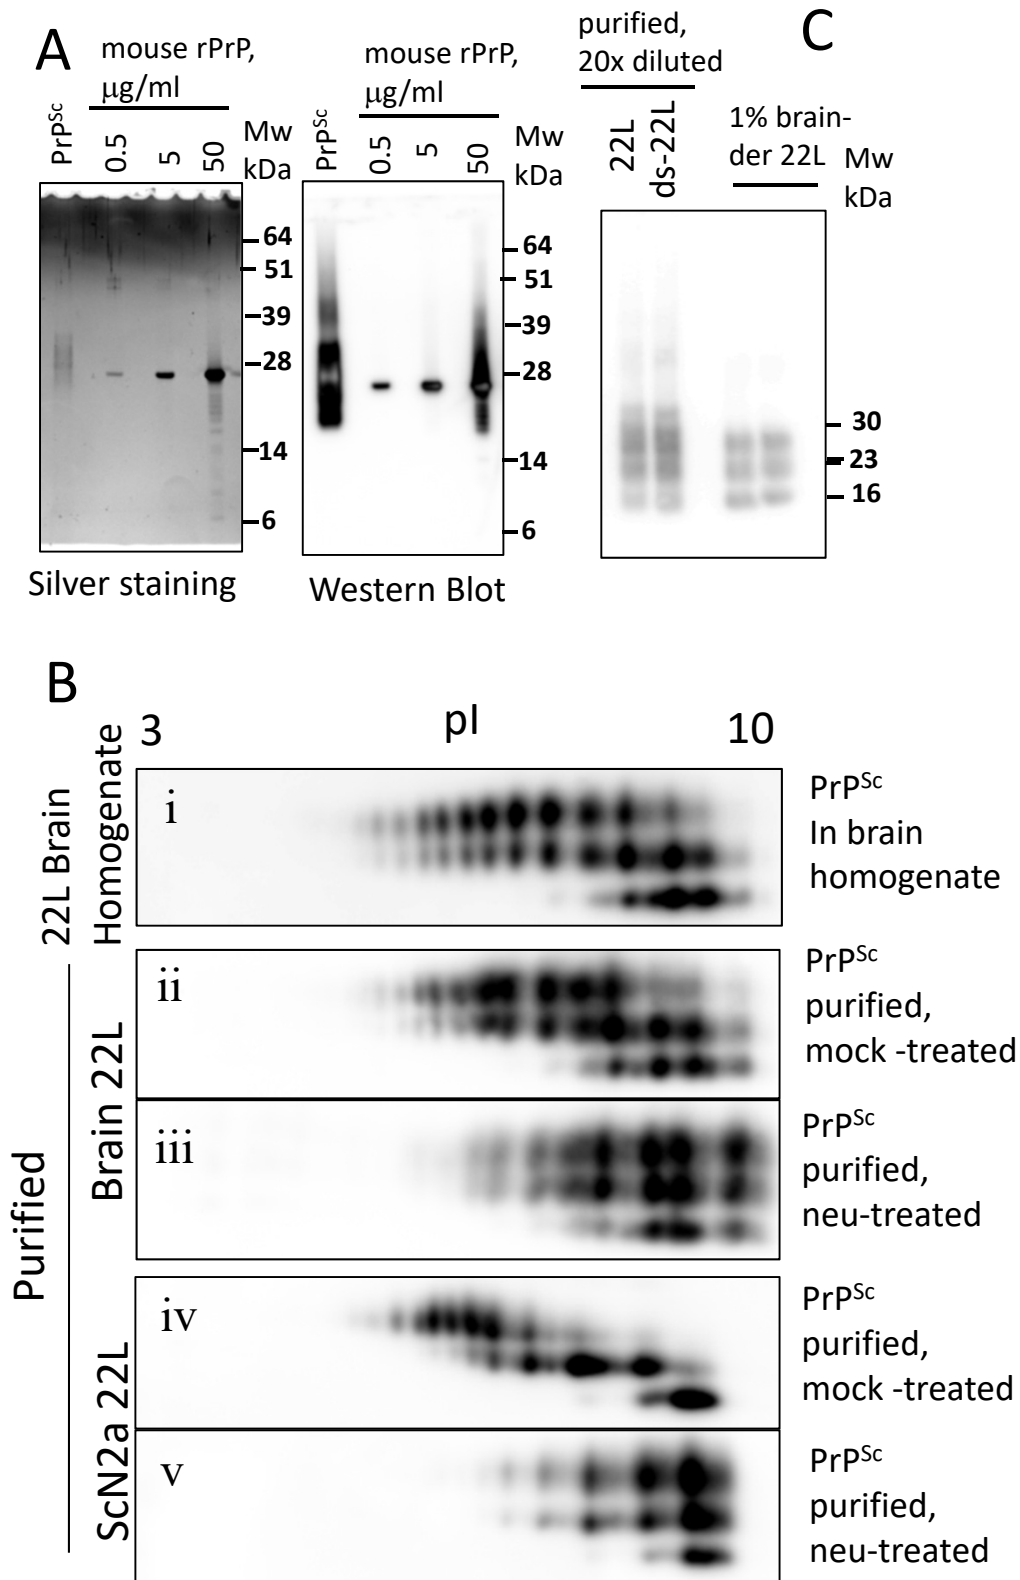 A
mouse rPrP,
µg/ml
PrPSc
0.5
5
50
Mw
kDa
64
51
39
28
14
6
Silver staining
mouse rPrP,
µg/ml
PrPSc
0.5
5
50
Mw
kDa
64
51
39
28
14
6
Western Blot
C
purified,
20x diluted
22L
ds-22L
1% brain-
der 22L
Mw
kDa
30
23
16
B
3
pI
10
22L Brain
Homogenate
i
PrPSc
In brain
homogenate
Purified
Brain 22L
ii
PrPSc
purified,
mock -treated
iii
PrPSc
purified,
neu-treated
ScN2a 22L
iv
PrPSc
purified,
mock -treated
v
PrPSc
purified,
neu-treated